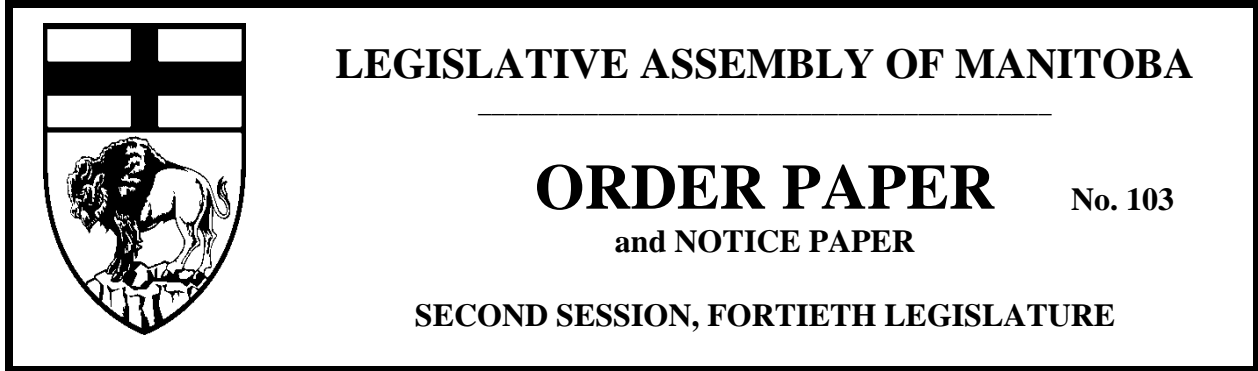 LEGISLATIVE ASSEMBLY OF MANITOBA
ORDER PAPER No. 103
and NOTICE PAPER
SECOND SESSION, FORTIETH LEGISLATURE